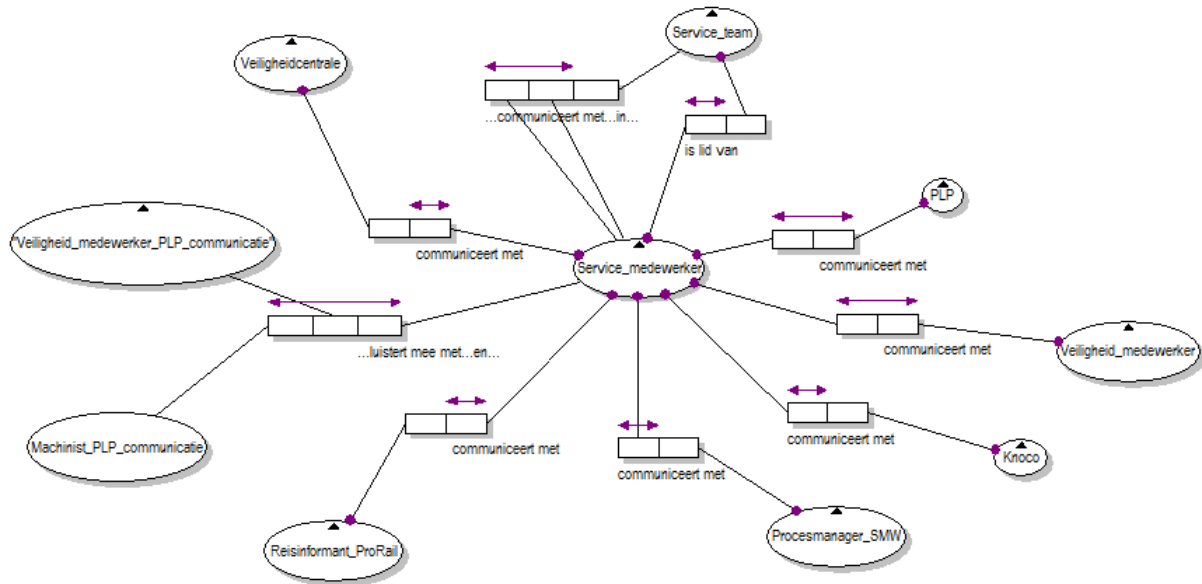 Service_team
Veiligheidcentrale
...communiceert met...in...
is lid van
PLP
"Veiligheid_medewerker_PLP_communicatie"
communiceert met
Service_medewerker
communiceert met
...luistert mee met...en...
communiceert met
Veiligheid_medewerker
Machinist_PLP_communicatie
communiceert met
communiceert met
communiceert met
Knoco
Reisinformant_ProRail
Procesmanager_SMW